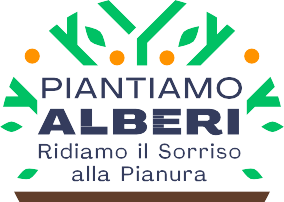 PIANTIAMO
ALBERI
Ridiamo il Sorriso
alla Pianura